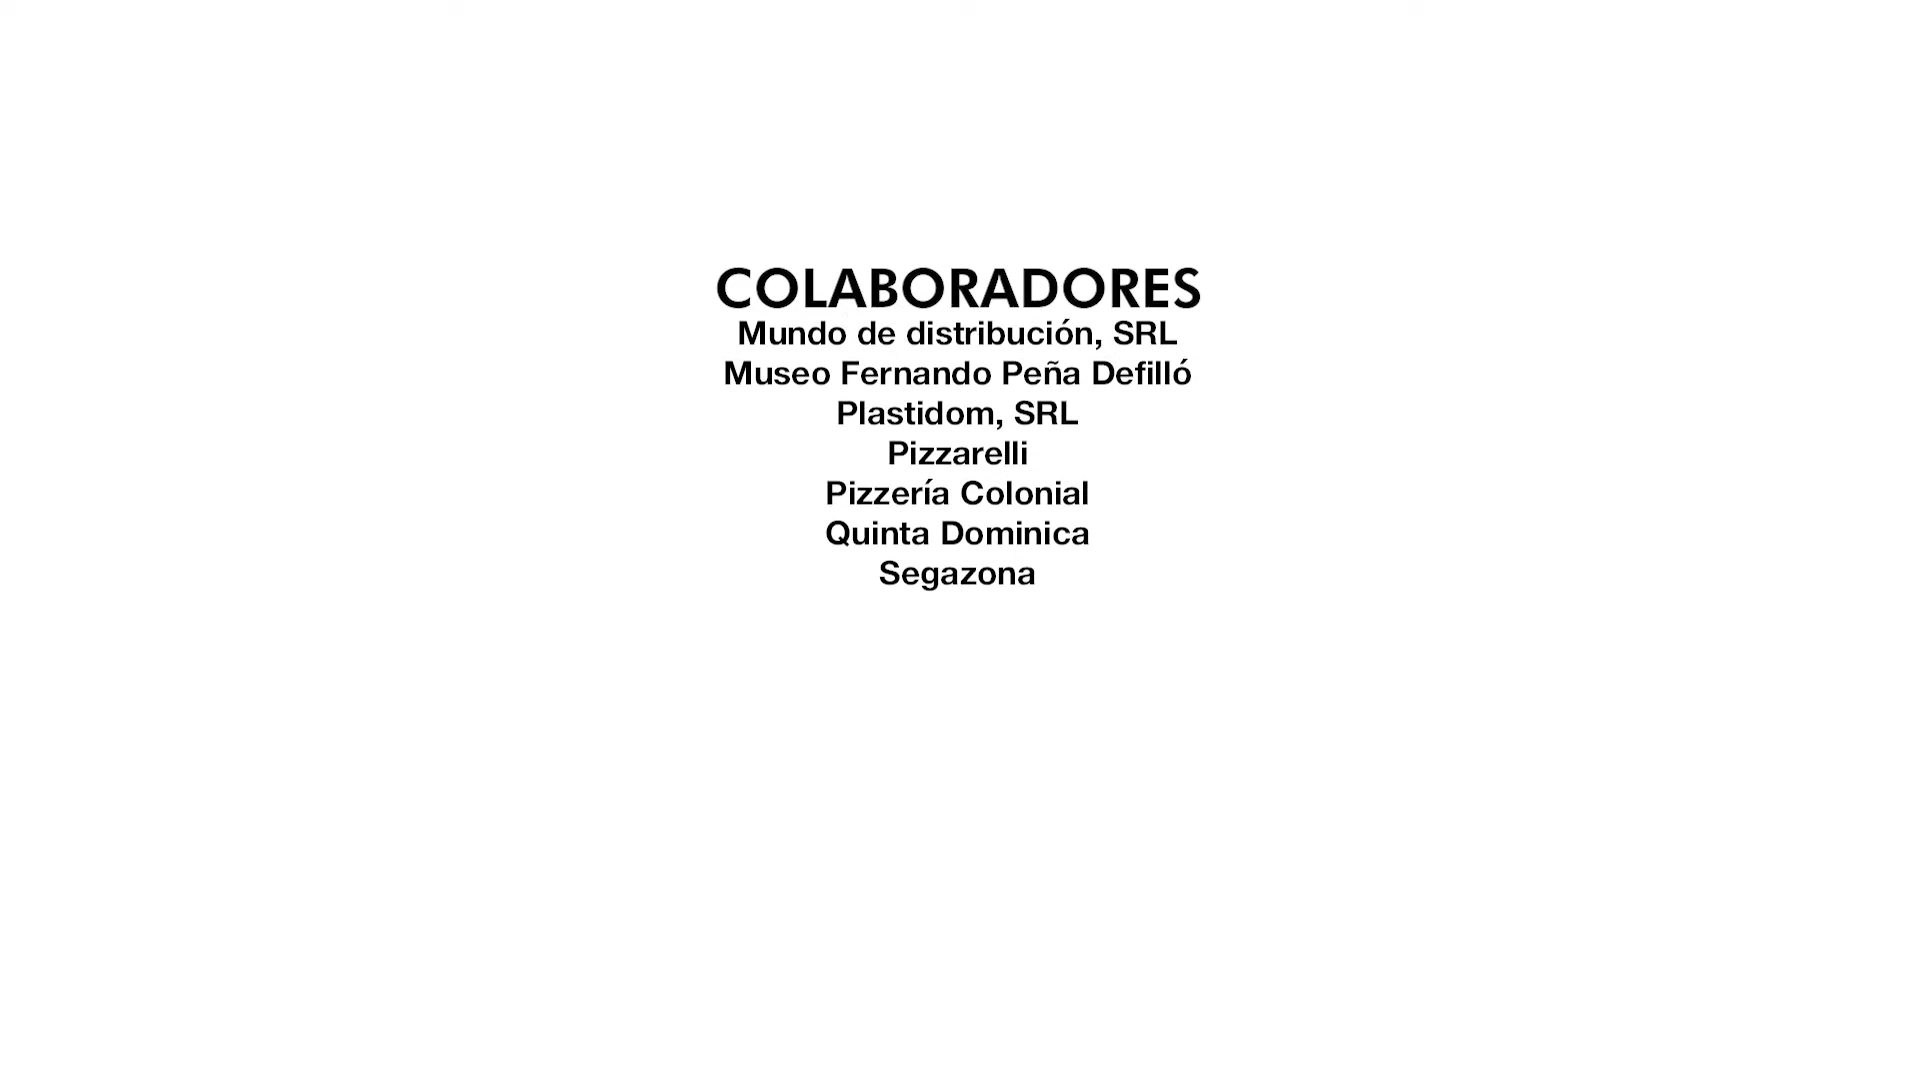 COLABORADORES
Mundo de distribución, SRL
Museo Fernando Peña Defilló
Plastidom, SRL
Pizzarelli
Pizzería Colonial
Quinta Dominica
Segazona